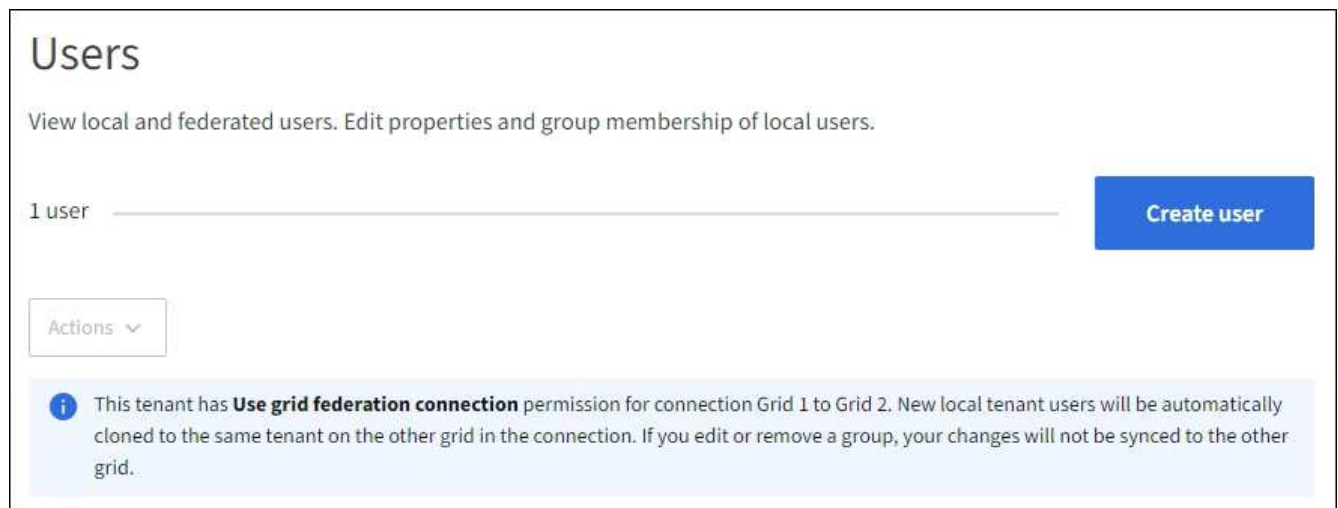 Users
View local and federated users. Edit properties and group membership of local users.
1 user
Create user
Actions
This tenant has Use grid federation connection permission for connection Grid 1 to Grid 2. New local tenant users will be automatically
cloned to the same tenant on the other grid in the connection. If you edit or remove a group, your changes will not be synced to the other
grid.